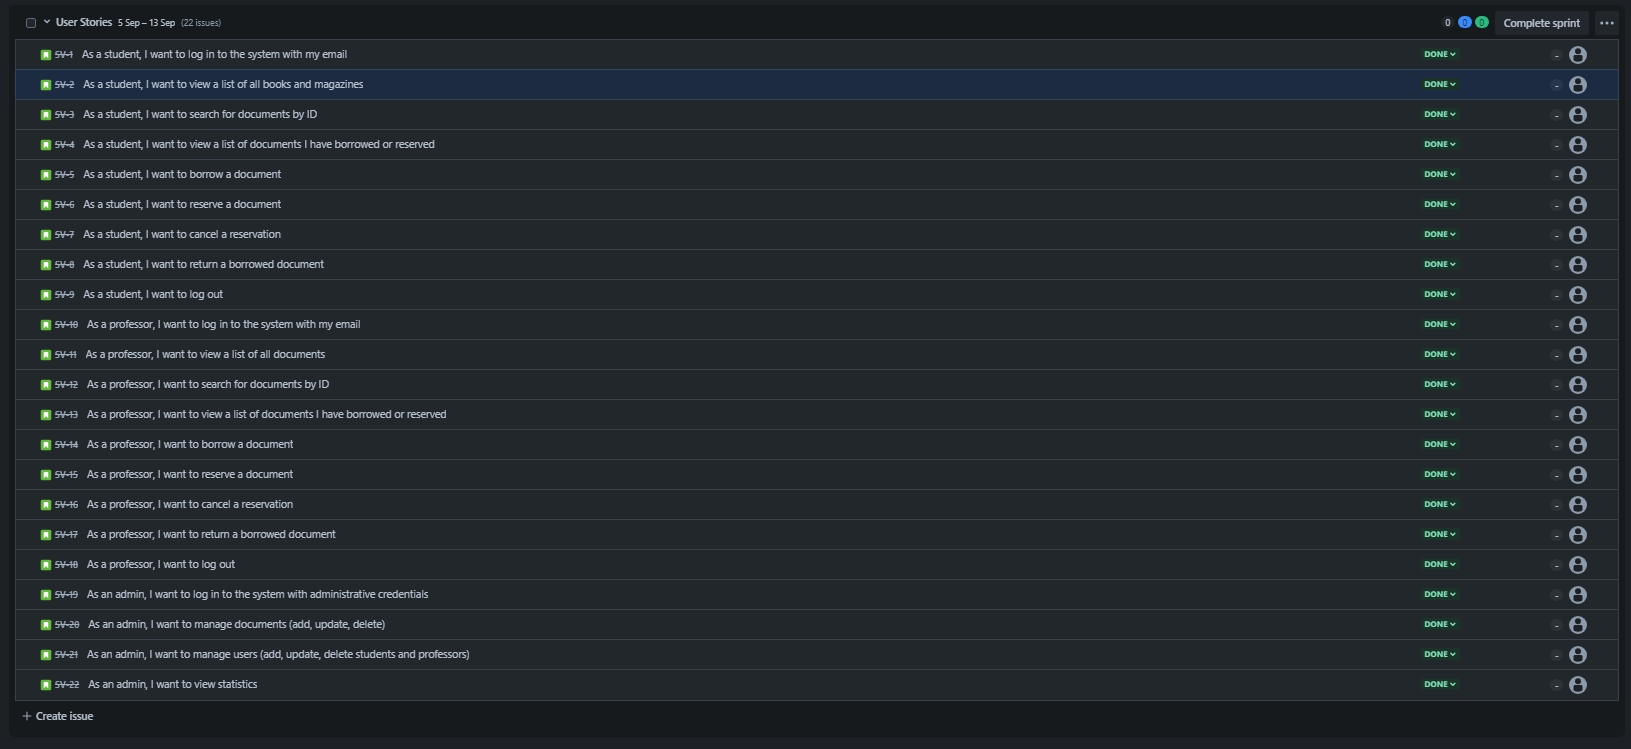 User Stories 5 Sep – 13 Sep (22 issues) 0 0 0 Complete sprint
SV-1 As a student, I want to log in to the system with my email DONE -
SV-2 As a student, I want to view a list of all books and magazines DONE -
SV-3 As a student, I want to search for documents by ID DONE -
SV-4 As a student, I want to view a list of documents I have borrowed or reserved DONE -
SV-5 As a student, I want to borrow a document DONE -
SV-6 As a student, I want to reserve a document DONE -
SV-7 As a student, I want to cancel a reservation DONE -
SV-8 As a student, I want to return a borrowed document DONE -
SV-9 As a student, I want to log out DONE -
SV-10 As a professor, I want to log in to the system with my email DONE -
SV-11 As a professor, I want to view a list of all documents DONE -
SV-12 As a professor, I want to search for documents by ID DONE -
SV-13 As a professor, I want to view a list of documents I have borrowed or reserved DONE -
SV-14 As a professor, I want to borrow a document DONE -
SV-15 As a professor, I want to reserve a document DONE -
SV-16 As a professor, I want to cancel a reservation DONE -
SV-17 As a professor, I want to return a borrowed document DONE -
SV-18 As a professor, I want to log out DONE -
SV-19 As an admin, I want to log in to the system with administrative credentials DONE -
SV-20 As an admin, I want to manage documents (add, update, delete) DONE -
SV-21 As an admin, I want to manage users (add, update, delete students and professors) DONE -
SV-22 As an admin, I want to view statistics DONE -
+ Create issue